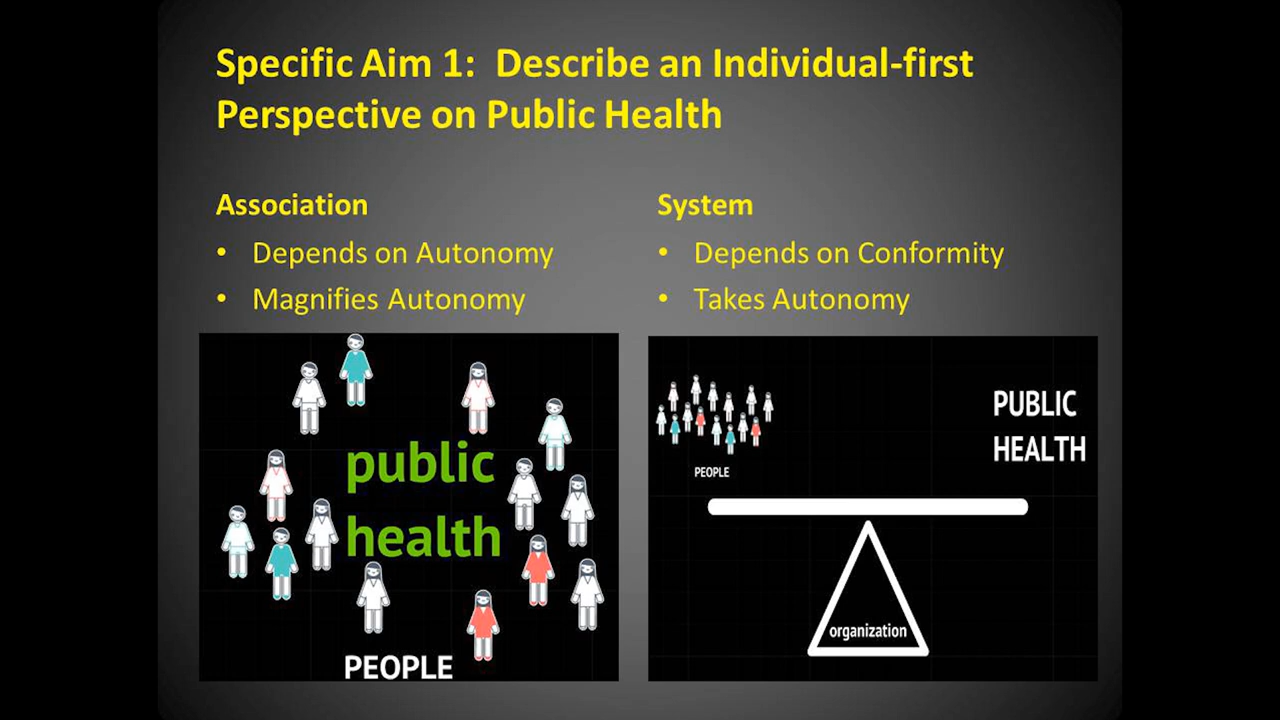 Specific Aim 1:  Describe an Individual-first
Perspective on Public Health
Association
• Depends on Autonomy
• Magnifies Autonomy
public
health
PEOPLE
System
• Depends on Conformity
• Takes Autonomy
PEOPLE
PUBLIC
HEALTH
organization